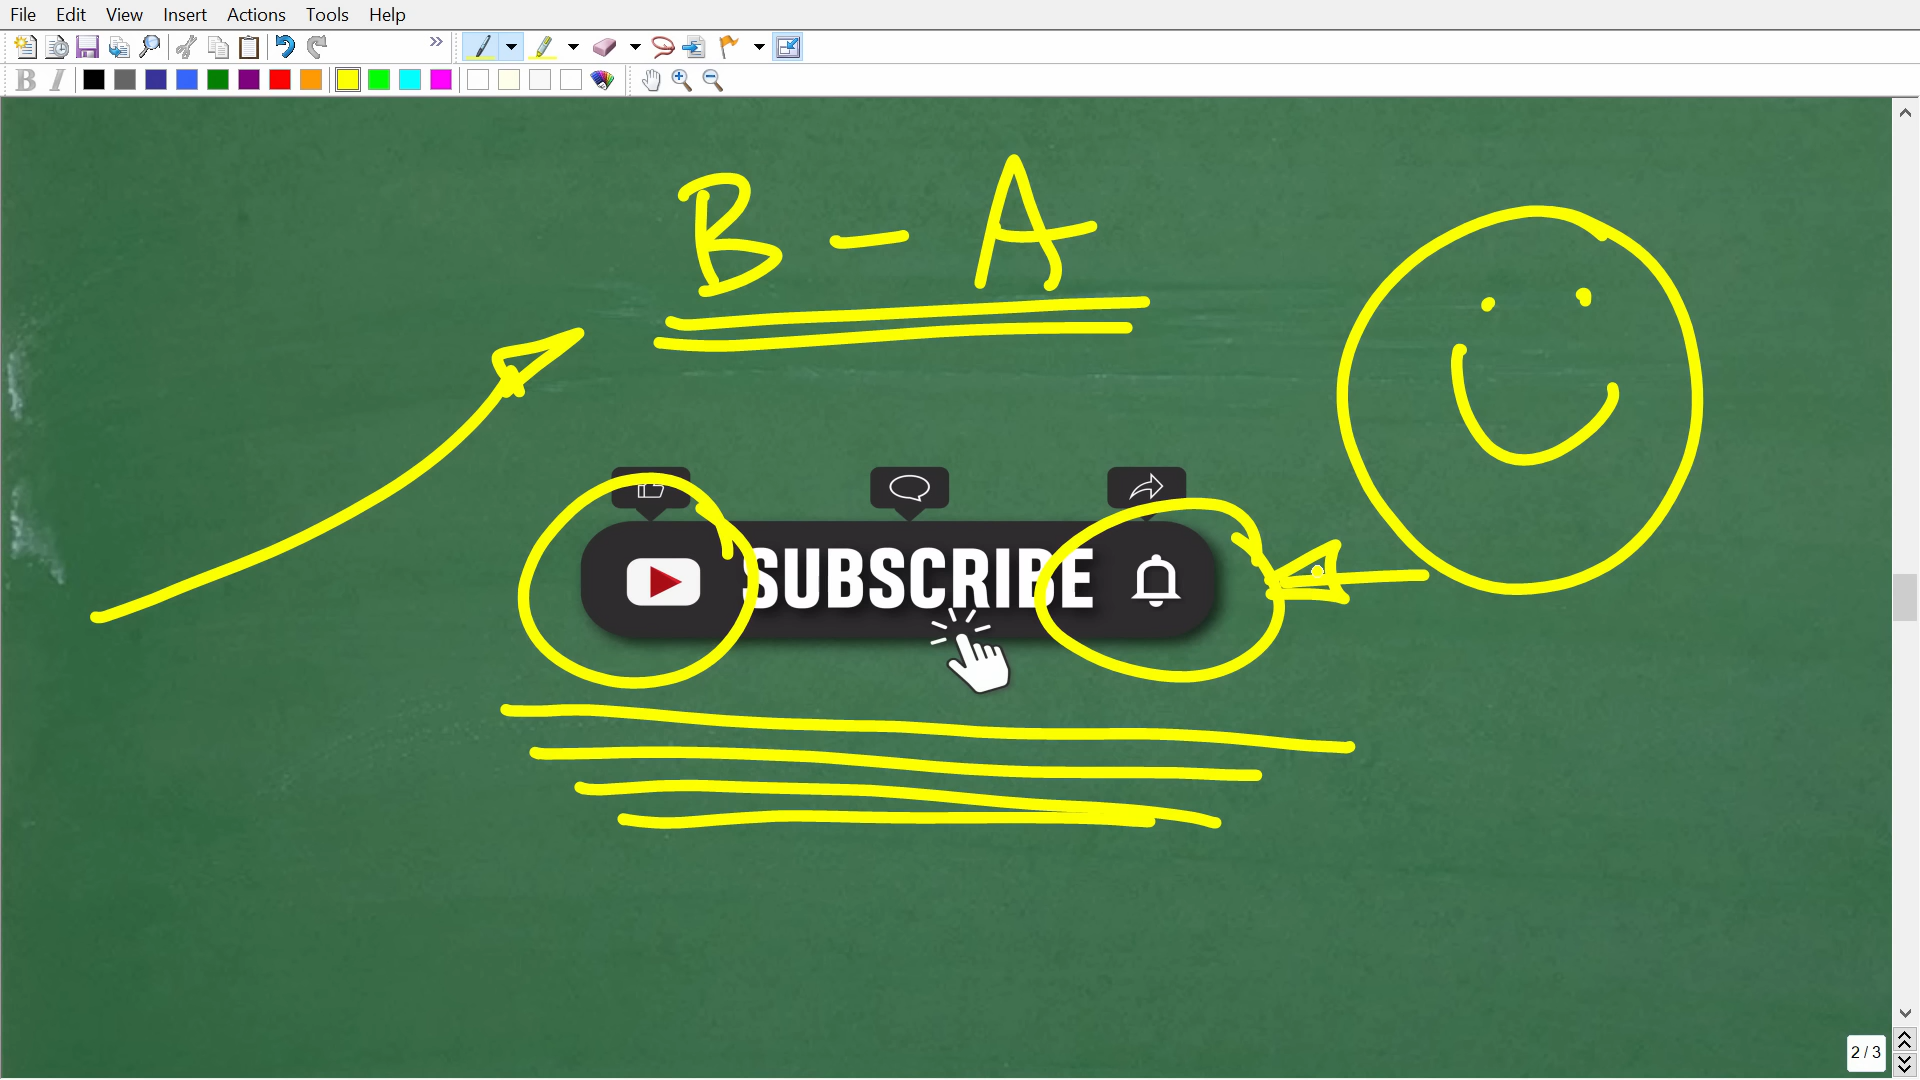 File Edit View Insert Actions Tools Help
B I
B - A
SUBSCRIBE
2 / 3